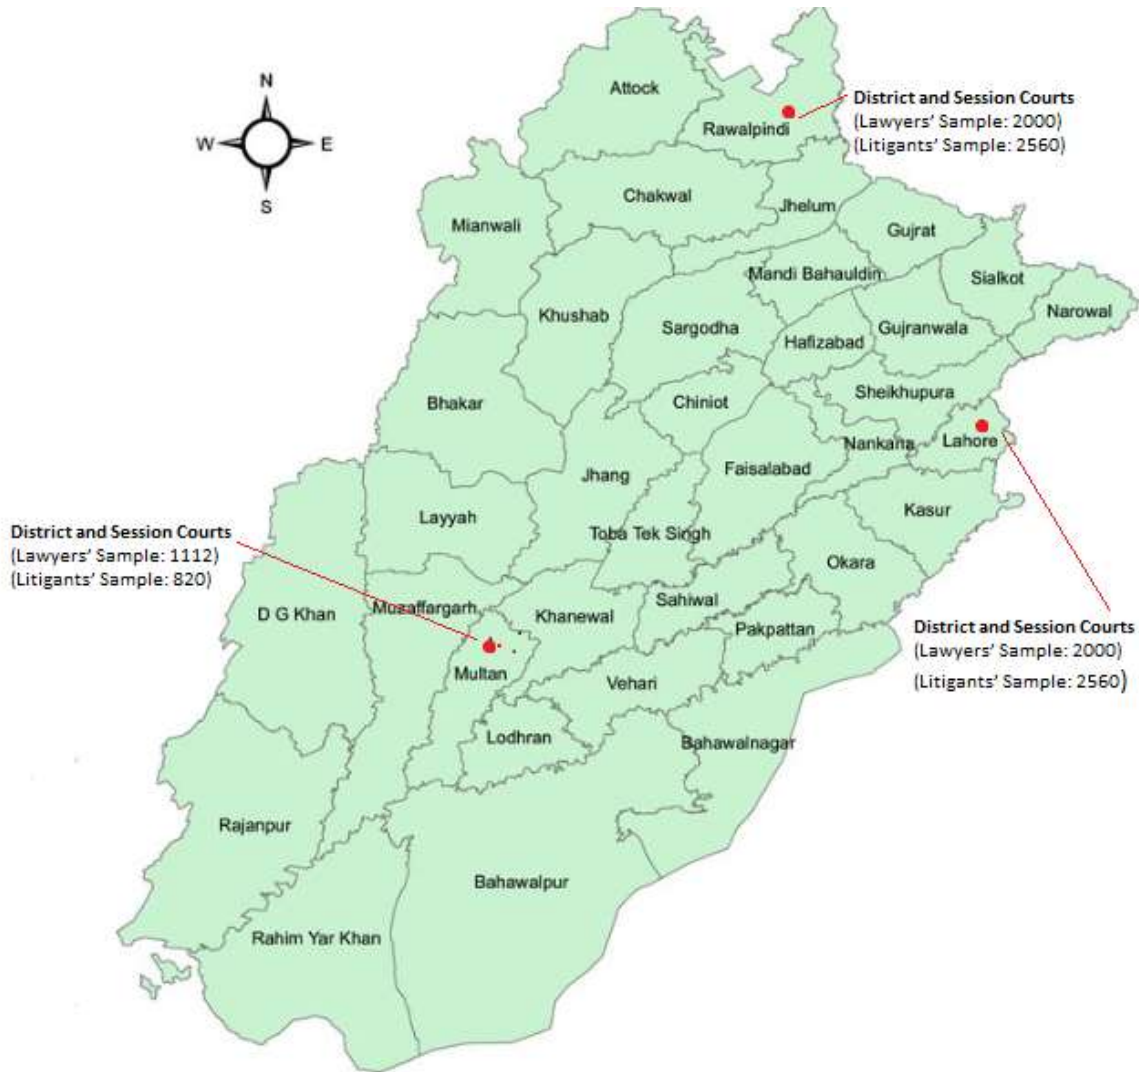 N
W
E
S
Attock
Rawalpindi
District and Session Courts
(Lawyers’ Sample: 2000)
(Litigants’ Sample: 2560)
Chakwal
Jhelum
Mianwali
Gujrat
Mandi Bahauldin
Sialkot
Khushab
Sargodha
Hafizabad
Gujranwala
Narowal
Bhakar
Chiniot
Sheikhupura
Jhang
Faisalabad
Nankana
Lahore
Layyah
Toba Tek Singh
Kasur
District and Session Courts
(Lawyers’ Sample: 1112)
(Litigants’ Sample: 820)
Okara
D G Khan
Muzaffargarh
Khanewal
Sahiwal
Pakpattan
District and Session Courts
(Lawyers’ Sample: 2000)
(Litigants’ Sample: 2560)
Multan
Vehari
Lodhran
Bahawalnagar
Rajanpur
Bahawalpur
Rahim Yar Khan